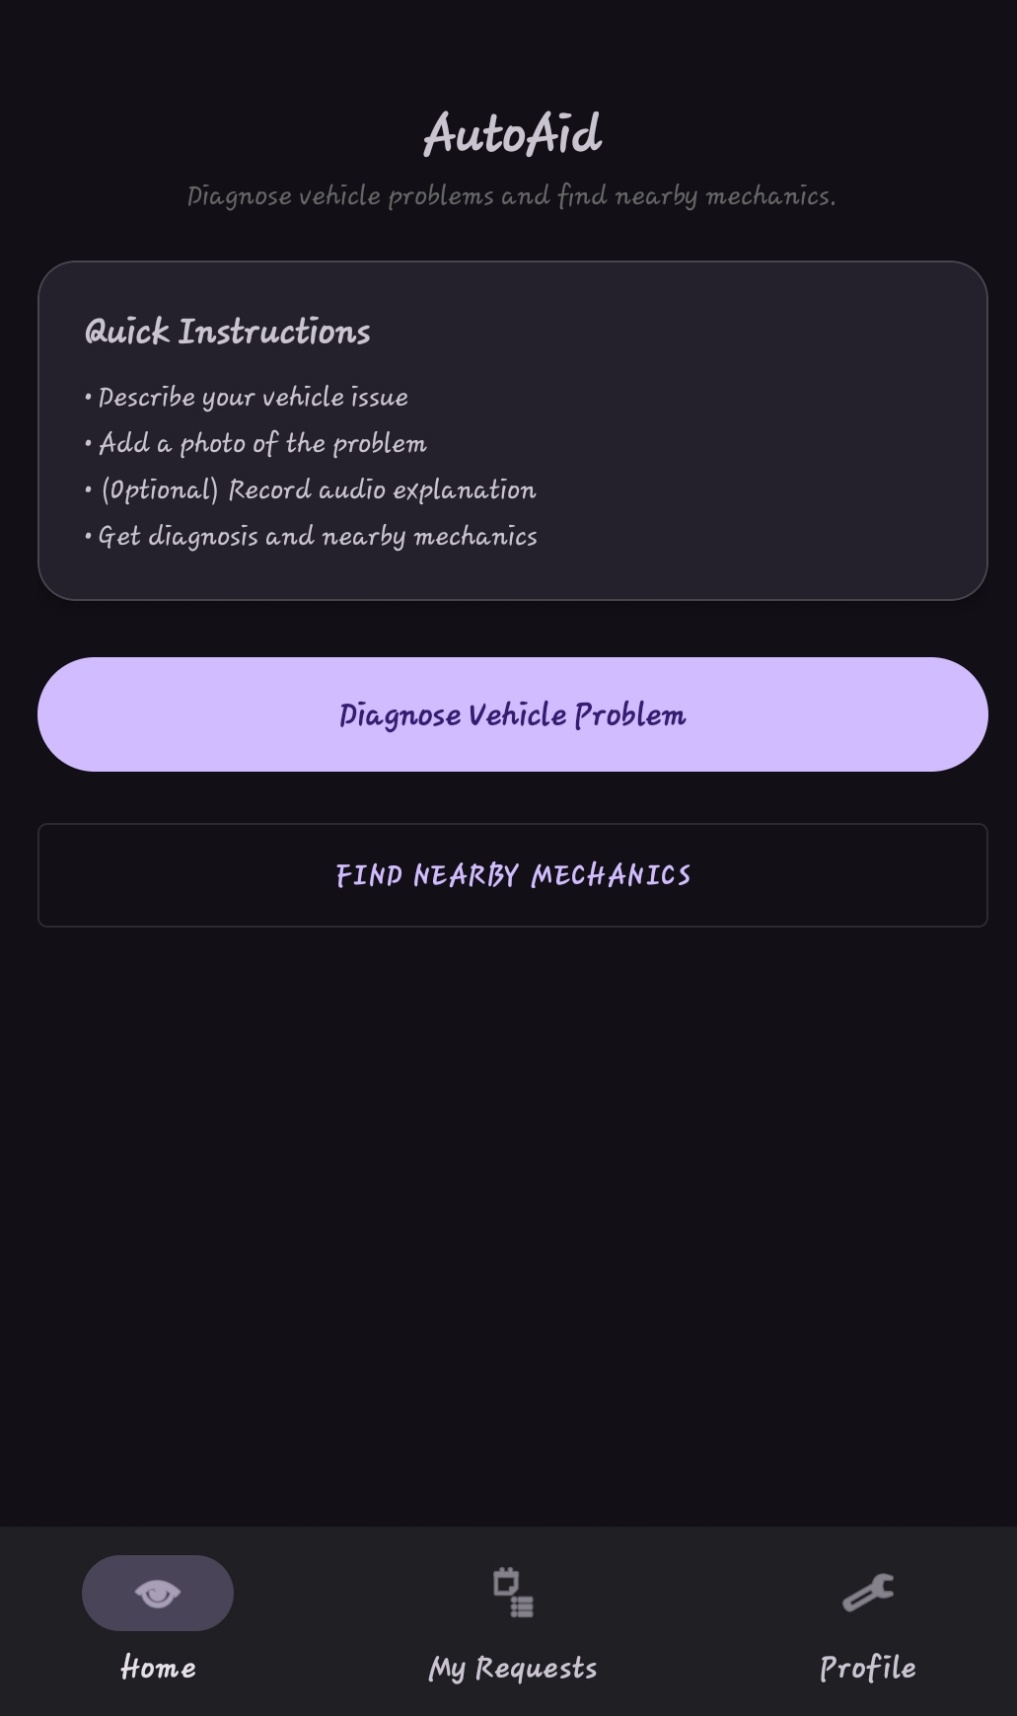 AutoAid
Diagnose vehicle problems and find nearby mechanics.
Quick Instructions
• Describe your vehicle issue
• Add a photo of the problem
• (Optional) Record audio explanation
• Get diagnosis and nearby mechanics
Diagnose Vehicle Problem
FIND NEARBY MECHANICS
Home
My Requests
Profile